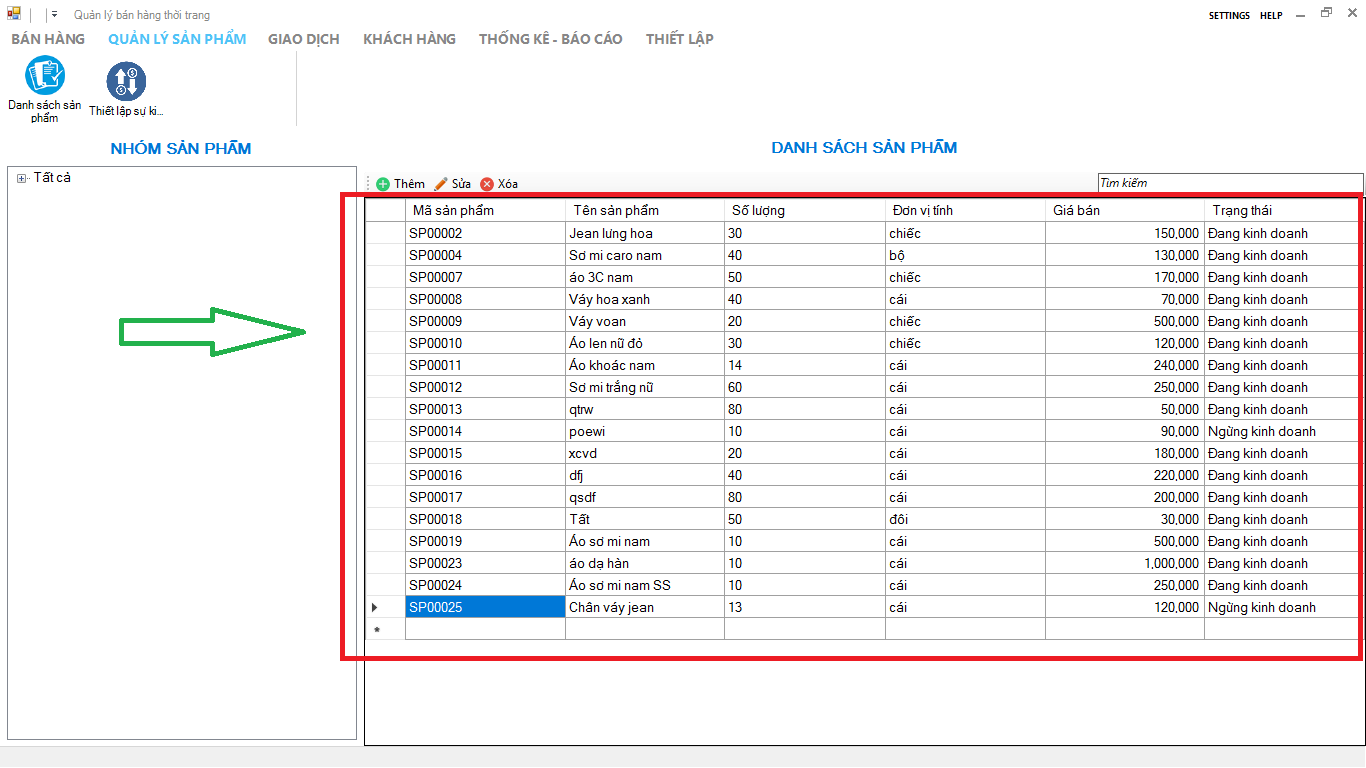 Quản lý bán hàng thời trang
SETTINGS HELP
BÁN HÀNG QUẢN LÝ SẢN PHẨM GIAO DỊCH KHÁCH HÀNG THỐNG KÊ - BÁO CÁO THIẾT LẬP
Danh sách sản phẩm
Thiết lập sự ki...
NHÓM SẢN PHẨM
DANH SÁCH SẢN PHẨM
Tất cả
Thêm Sửa Xóa
Tìm kiếm
Mã sản phẩm Tên sản phẩm Số lượng Đơn vị tính Giá bán Trạng thái
SP00002 Jean lưng hoa 30 chiếc 150,000 Đang kinh doanh
SP00004 Sơ mi caro nam 40 bộ 130,000 Đang kinh doanh
SP00007 áo 3C nam 50 chiếc 170,000 Đang kinh doanh
SP00008 Váy hoa xanh 40 cái 70,000 Đang kinh doanh
SP00009 Váy voan 20 chiếc 500,000 Đang kinh doanh
SP00010 Áo len nữ đỏ 30 chiếc 120,000 Đang kinh doanh
SP00011 Áo khoác nam 14 cái 240,000 Đang kinh doanh
SP00012 Sơ mi trắng nữ 60 cái 250,000 Đang kinh doanh
SP00013 qtrw 80 cái 50,000 Đang kinh doanh
SP00014 poewi 10 cái 90,000 Ngừng kinh doanh
SP00015 xcvd 20 cái 180,000 Đang kinh doanh
SP00016 dfj 40 cái 220,000 Đang kinh doanh
SP00017 qsdf 80 cái 200,000 Đang kinh doanh
SP00018 Tất 50 đôi 30,000 Đang kinh doanh
SP00019 Áo sơ mi nam 10 cái 500,000 Đang kinh doanh
SP00023 áo dạ hàn 10 cái 1,000,000 Đang kinh doanh
SP00024 Áo sơ mi nam SS 10 cái 250,000 Đang kinh doanh
SP00025 Chân váy jean 13 cái 120,000 Ngừng kinh doanh